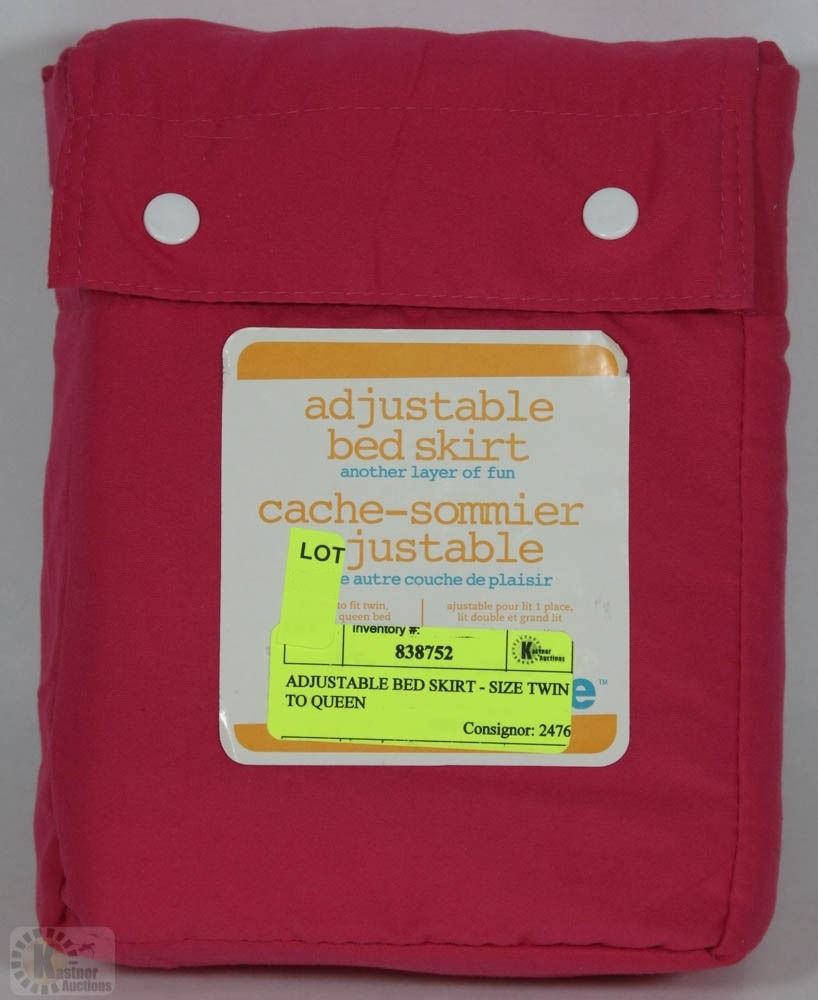 adjustable
bed skirt
another layer of fun
cache-sommier
justable
e autre couche de plaisir
LOT
to fit twin,
queen bed
ajustable pour lit 1 place,
lit double et grand lit
Inventory #:
838752
Kastner
Auctions
ADJUSTABLE BED SKIRT - SIZE TWIN
TO QUEEN
e™
Consignor: 2476
Kastner
Auctions